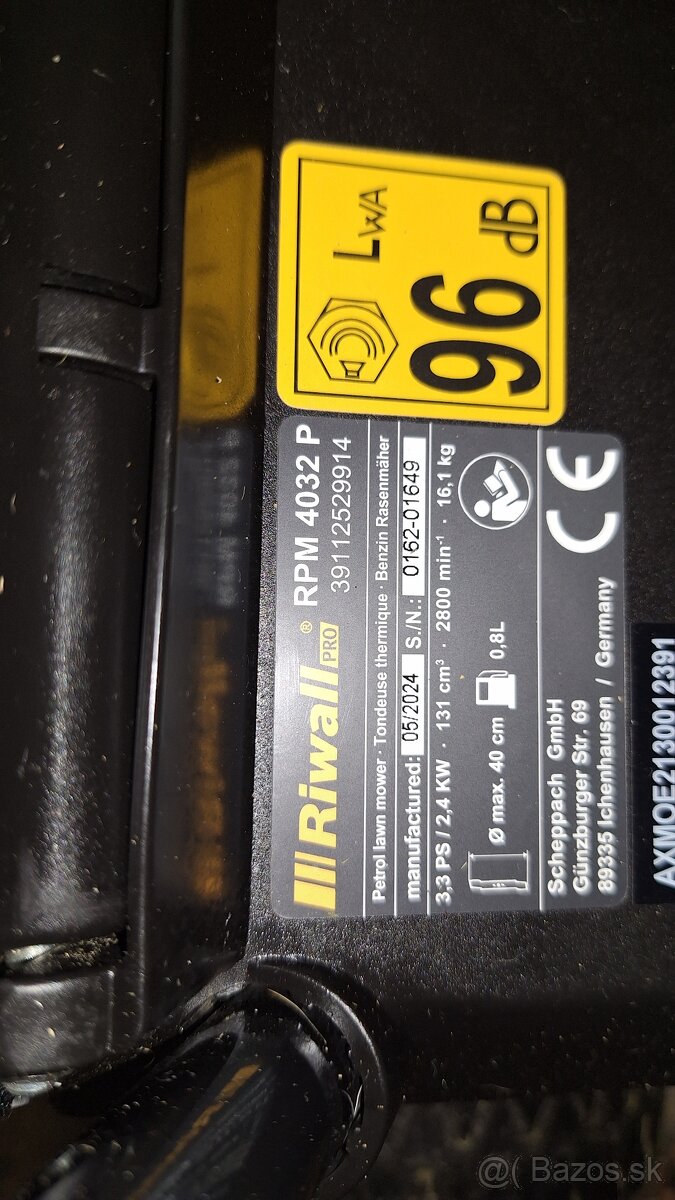 LWA
96 dB
Riwall® RPM 4032 P
PRO 39112529914
Petrol lawn mower · Tondeuse thermique · Benzin Rasenmäher
manufactured: 05/2024 S./N.: 0162-01649
3,3 PS / 2,4 KW · 131 cm³ · 2800 min⁻¹ · 16,1 kg
Ø max. 40 cm 0,8L
Scheppach GmbH
Günzburger Str. 69
89335 Ichenhausen / Germany
CE
AXMOE2130012391
@( Bazos.sk